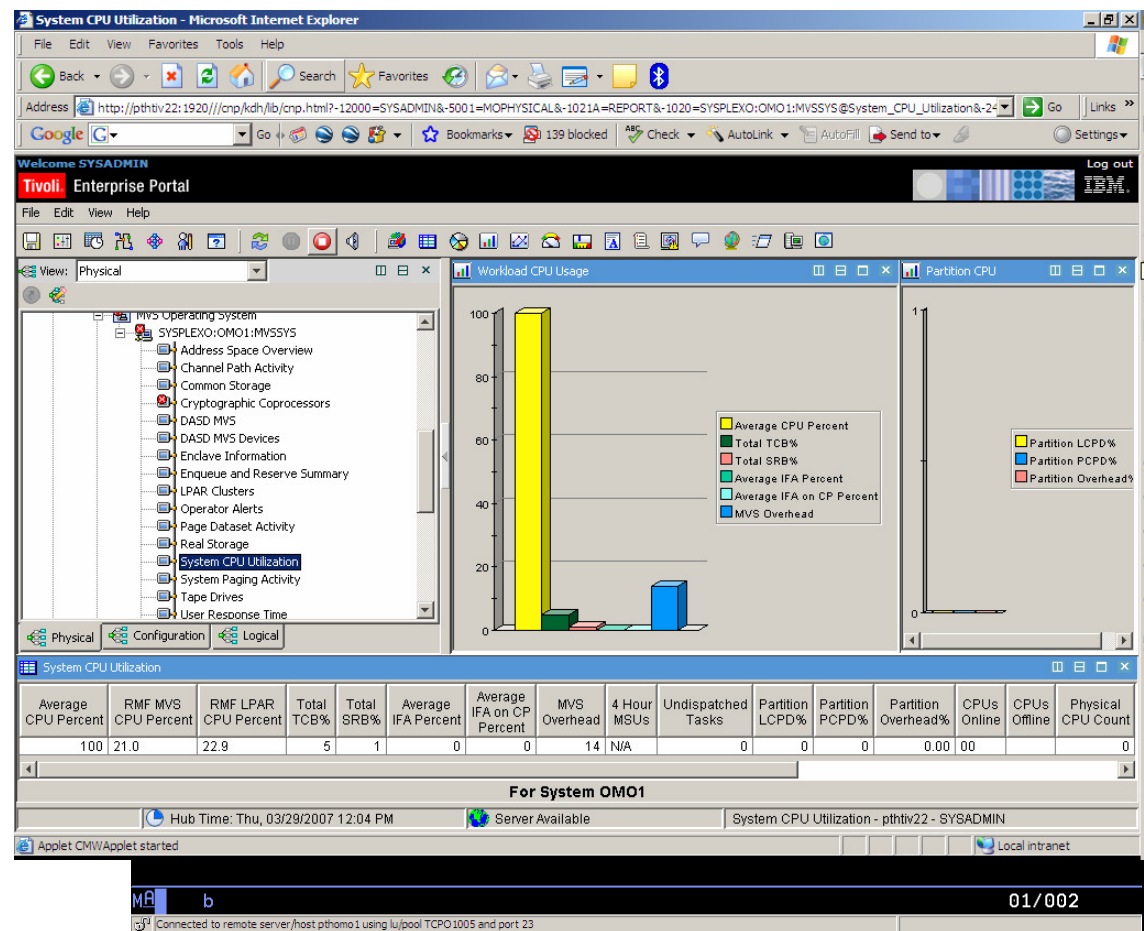 System CPU Utilization - Microsoft Internet Explorer
File Edit View Favorites Tools Help
Back Search Favorites
Address http://pthtiv22:1920///cnp/kdh/lib/cnp.html?-12000=SYSADMIN&-5001=MOPHYSICAL&-1021A=REPORT&-1020=SYSPLEXO:OMO1:MVSSYS@System_CPU_Utilization&-24 Go Links »
Google G Go Bookmarks 139 blocked ABC Check AutoLink AutoFill Send to Settings
Welcome SYSADMIN Log out
Tivoli. Enterprise Portal IBM.
File Edit View Help
View: Physical
MVS Operating System
SYSPLEXO:OMO1:MVSSYS
Address Space Overview
Channel Path Activity
Common Storage
Cryptographic Coprocessors
DASD MVS
DASD MVS Devices
Enclave Information
Enqueue and Reserve Summary
LPAR Clusters
Operator Alerts
Page Dataset Activity
Real Storage
System CPU Utilization
System Paging Activity
Tape Drives
User Response Time
Physical Configuration Logical
Workload CPU Usage
100
80
60
40
20
0
Average CPU Percent
Total TCB%
Total SRB%
Average IFA Percent
Average IFA on CP Percent
MVS Overhead
Partition CPU
1
0
Partition LCPD%
Partition PCPD%
Partition Overhead%
System CPU Utilization
Average CPU Percent RMF MVS CPU Percent RMF LPAR CPU Percent Total TCB% Total SRB% Average IFA Percent Average IFA on CP Percent MVS Overhead 4 Hour MSUs Undispatched Tasks Partition LCPD% Partition PCPD% Partition Overhead% CPUs Online CPUs Offline Physical CPU Count
100 21.0 22.9 5 1 0 0 14 N/A 0 0 0 0.00 00 0
For System OMO1
Hub Time: Thu, 03/29/2007 12:04 PM Server Available System CPU Utilization - pthtiv22 - SYSADMIN
Applet CMWApplet started Local intranet
MA b 01/002
Connected to remote server/host pthomo1 using lu/pool TCPO1005 and port 23